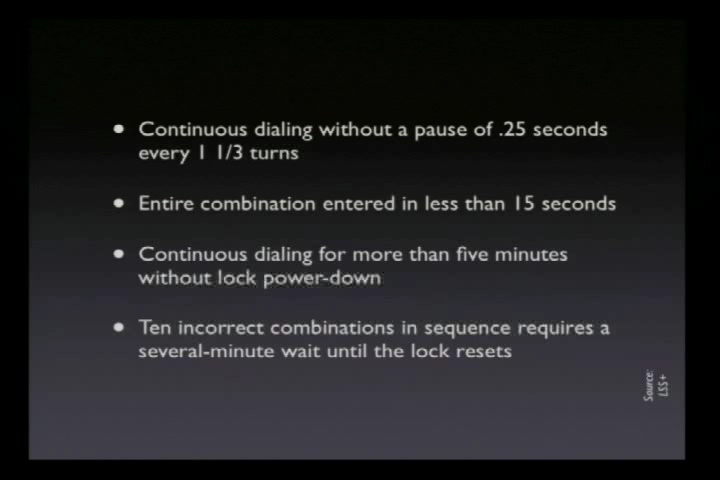 • Continuous dialing without a pause of .25 seconds
every 1 1/3 turns
• Entire combination entered in less than 15 seconds
• Continuous dialing for more than five minutes
without lock power-down
• Ten incorrect combinations in sequence requires a
several-minute wait until the lock resets
Source:
LSS+